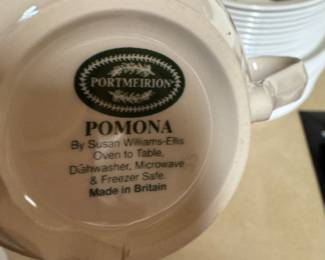 PORTMEIRION
POMONA
By Susan Williams-Ellis
Oven to Table,
Dishwasher, Microwave
& Freezer Safe.
Made in Britain